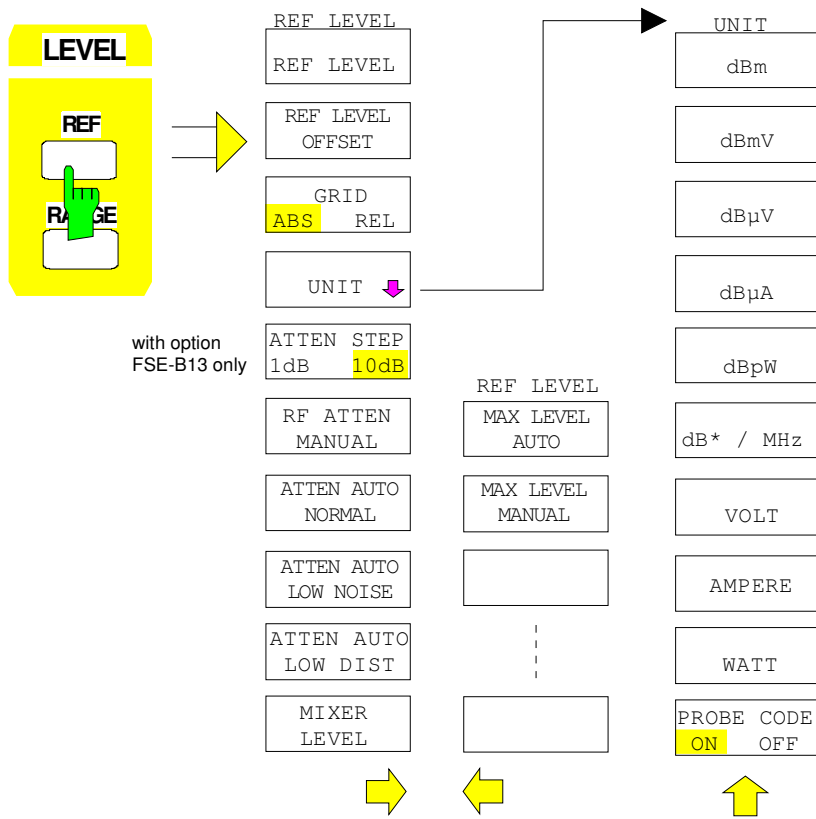 LEVEL
REF
RANGE
REF LEVEL
REF LEVEL
REF LEVEL
OFFSET
GRID
ABS REL
UNIT
with option
FSE-B13 only
ATTEN STEP
1dB 10dB
RF ATTEN
MANUAL
ATTEN AUTO
NORMAL
ATTEN AUTO
LOW NOISE
ATTEN AUTO
LOW DIST
MIXER
LEVEL
REF LEVEL
MAX LEVEL
AUTO
MAX LEVEL
MANUAL
UNIT
dBm
dBmV
dBµV
dBµA
dBpW
dB* / MHz
VOLT
AMPERE
WATT
PROBE CODE
ON OFF